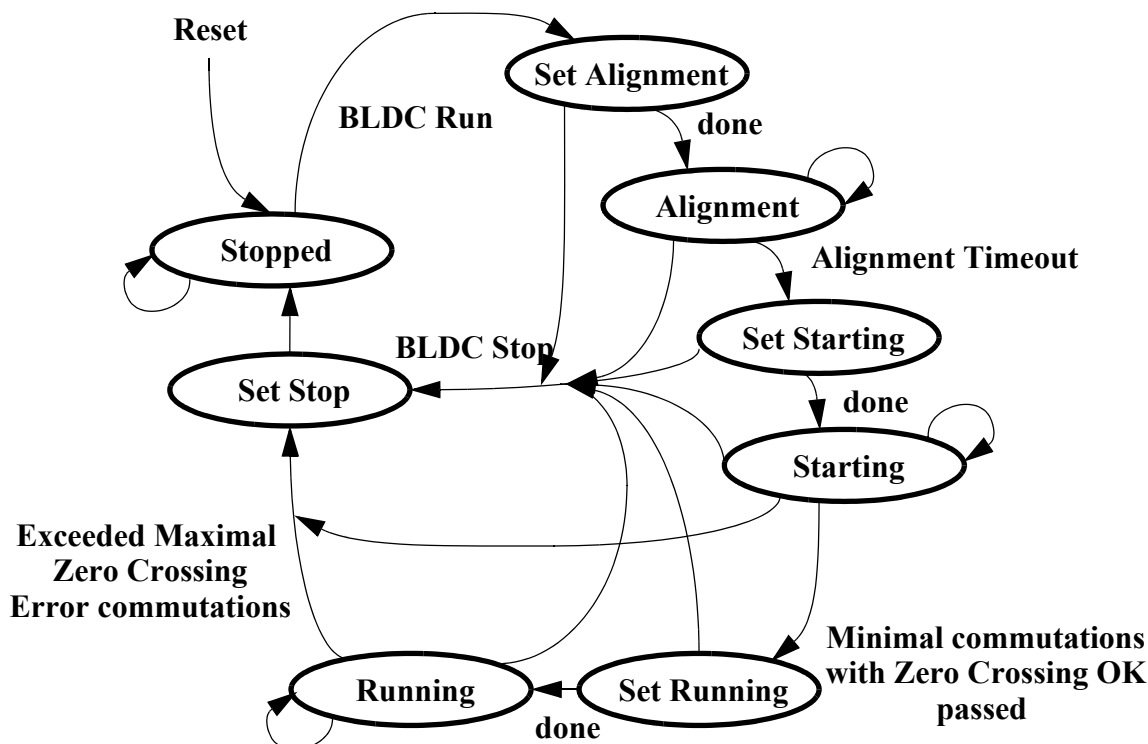 Reset
Set Alignment
BLDC Run
done
Alignment
Stopped
Alignment Timeout
Set Starting
BLDC Stop
Set Stop
done
Starting
Exceeded Maximal
Zero Crossing
Error commutations
Minimal commutations
with Zero Crossing OK
passed
Running
Set Running
done